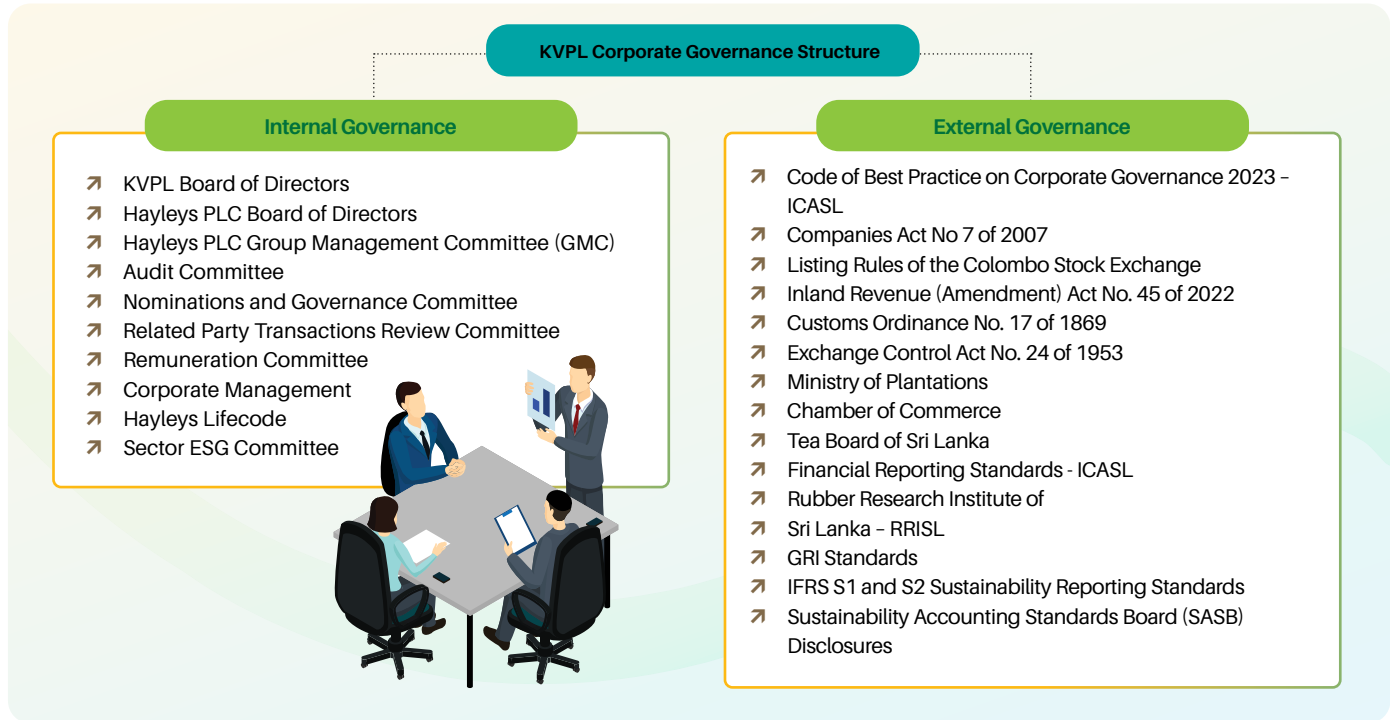 KVPL Corporate Governance Structure
Internal Governance
KVPL Board of Directors
Hayleys PLC Board of Directors
Hayleys PLC Group Management Committee (GMC)
Audit Committee
Nominations and Governance Committee
Related Party Transactions Review Committee
Remuneration Committee
Corporate Management
Hayleys Lifecode
Sector ESG Committee
External Governance
Code of Best Practice on Corporate Governance 2023 –
ICASL
Companies Act No 7 of 2007
Listing Rules of the Colombo Stock Exchange
Inland Revenue (Amendment) Act No. 45 of 2022
Customs Ordinance No. 17 of 1869
Exchange Control Act No. 24 of 1953
Ministry of Plantations
Chamber of Commerce
Tea Board of Sri Lanka
Financial Reporting Standards - ICASL
Rubber Research Institute of
Sri Lanka – RRISL
GRI Standards
IFRS S1 and S2 Sustainability Reporting Standards
Sustainability Accounting Standards Board (SASB)
Disclosures